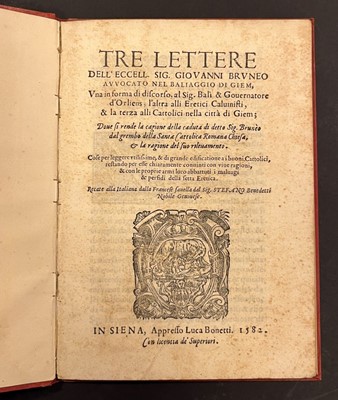 TRE LETTERE
DELL'ECCELL. SIG. GIOVANNI BRVNEO
AVVOCATO NEL BALIAGGIO DI GIEM,
Vna in forma di discorso, al Sig. Balì & Gouernatore
d'Orliens; l'altra alli Eretici Caluinisti,
& la terza alli Cattolici nella città di Giem;
Doue si rende la cagione della caduta di detto Sig. Brunèo
dal grembo della Santa Cattolica Romana Chiesa,
& la ragione del suo rileuamento.
Cose per leggere vtilissime, & di grande edificatione a i buoni Cattolici,
restando per esse chiaramente conuinti con viue ragioni,
& con le proprie armi loro abbattuti i maluagi
& perfidi della setta Eretica.
Recate alla Italiana dalla Francese fauella dal Sig. STEFANO Benedetti
Nobile Genouese.
IN SIENA, Appresso Luca Bonetti. 1582.
Con licentia de' Superiori.